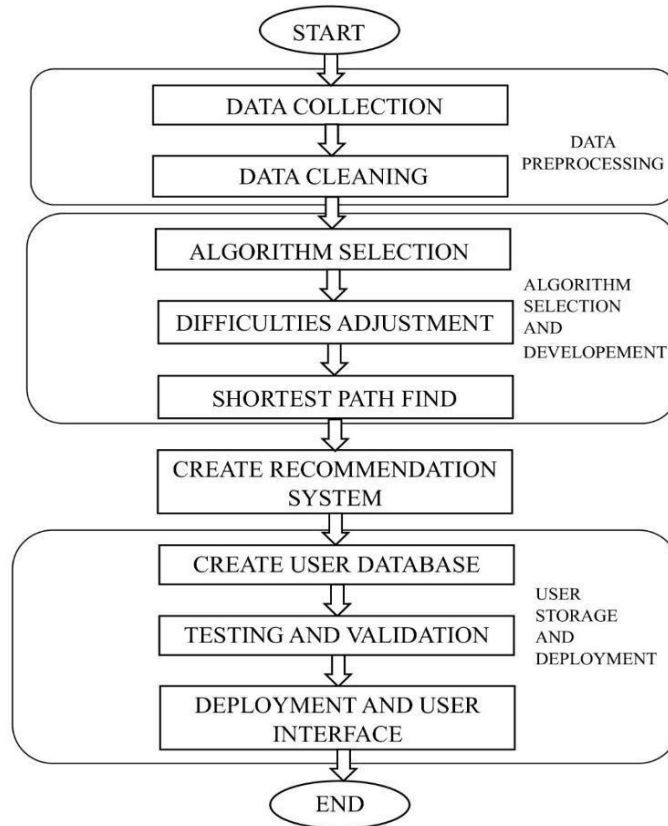 START
DATA COLLECTION
DATA CLEANING
DATA
PREPROCESSING
ALGORITHM SELECTION
DIFFICULTIES ADJUSTMENT
SHORTEST PATH FIND
ALGORITHM
SELECTION
AND
DEVELOPEMENT
CREATE RECOMMENDATION
SYSTEM
CREATE USER DATABASE
TESTING AND VALIDATION
DEPLOYMENT AND USER
INTERFACE
USER
STORAGE
AND
DEPLOYMENT
END